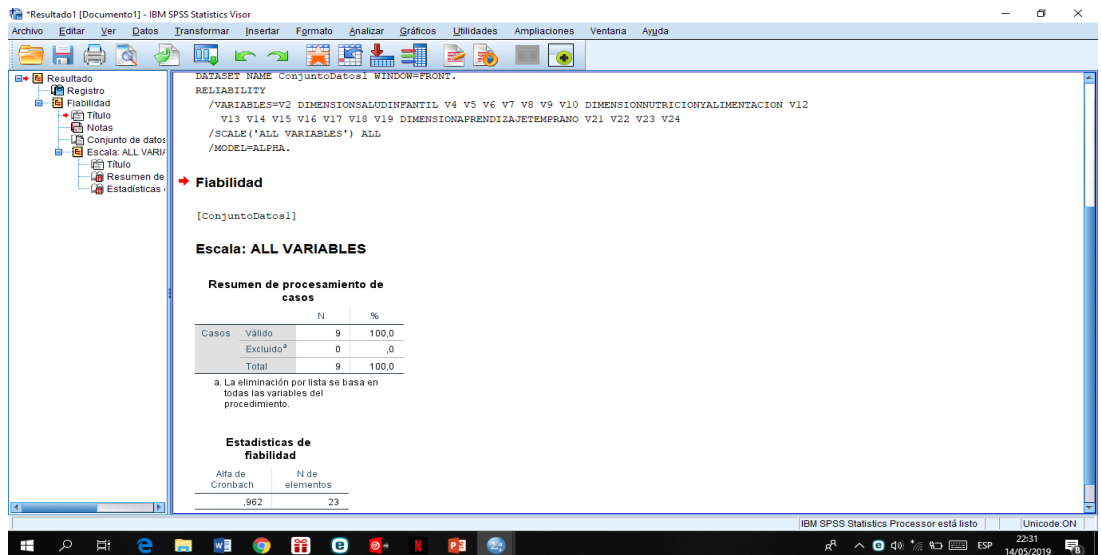 *Resultado1 [Documento1] - IBM SPSS Statistics Visor
Archivo Editar Ver Datos Transformar Insertar Formato Analizar Gráficos Utilidades Ampliaciones Ventana Ayuda
Resultado
Registro
Fiabilidad
Título
Notas
Conjunto de datos
Escala: ALL VARIA
Título
Resumen de
Estadísticas
DATASET NAME ConjuntoDatos1 WINDOW=FRONT.
RELIABILITY
/VARIABLES=V2 DIMENSIONSALUDINFANTIL V4 V5 V6 V7 V8 V9 V10 DIMENSIONNUTRICIONYALIMENTACION V12
V13 V14 V15 V16 V17 V18 V19 DIMENSIONAPRENDIZAJETEMPRANO V21 V22 V23 V24
/SCALE('ALL VARIABLES') ALL
/MODEL=ALPHA.
Fiabilidad
[ConjuntoDatos1]
Escala: ALL VARIABLES
Resumen de procesamiento de
casos
N %
Casos Válido 9 100,0
Excluidoª 0 ,0
Total 9 100,0
a. La eliminación por lista se basa en
todas las variables del
procedimiento.
Estadísticas de
fiabilidad
Alfa de N de
Cronbach elementos
,962 23
IBM SPSS Statistics Processor está listo Unicode:ON
ESP
22:31
14/05/2019